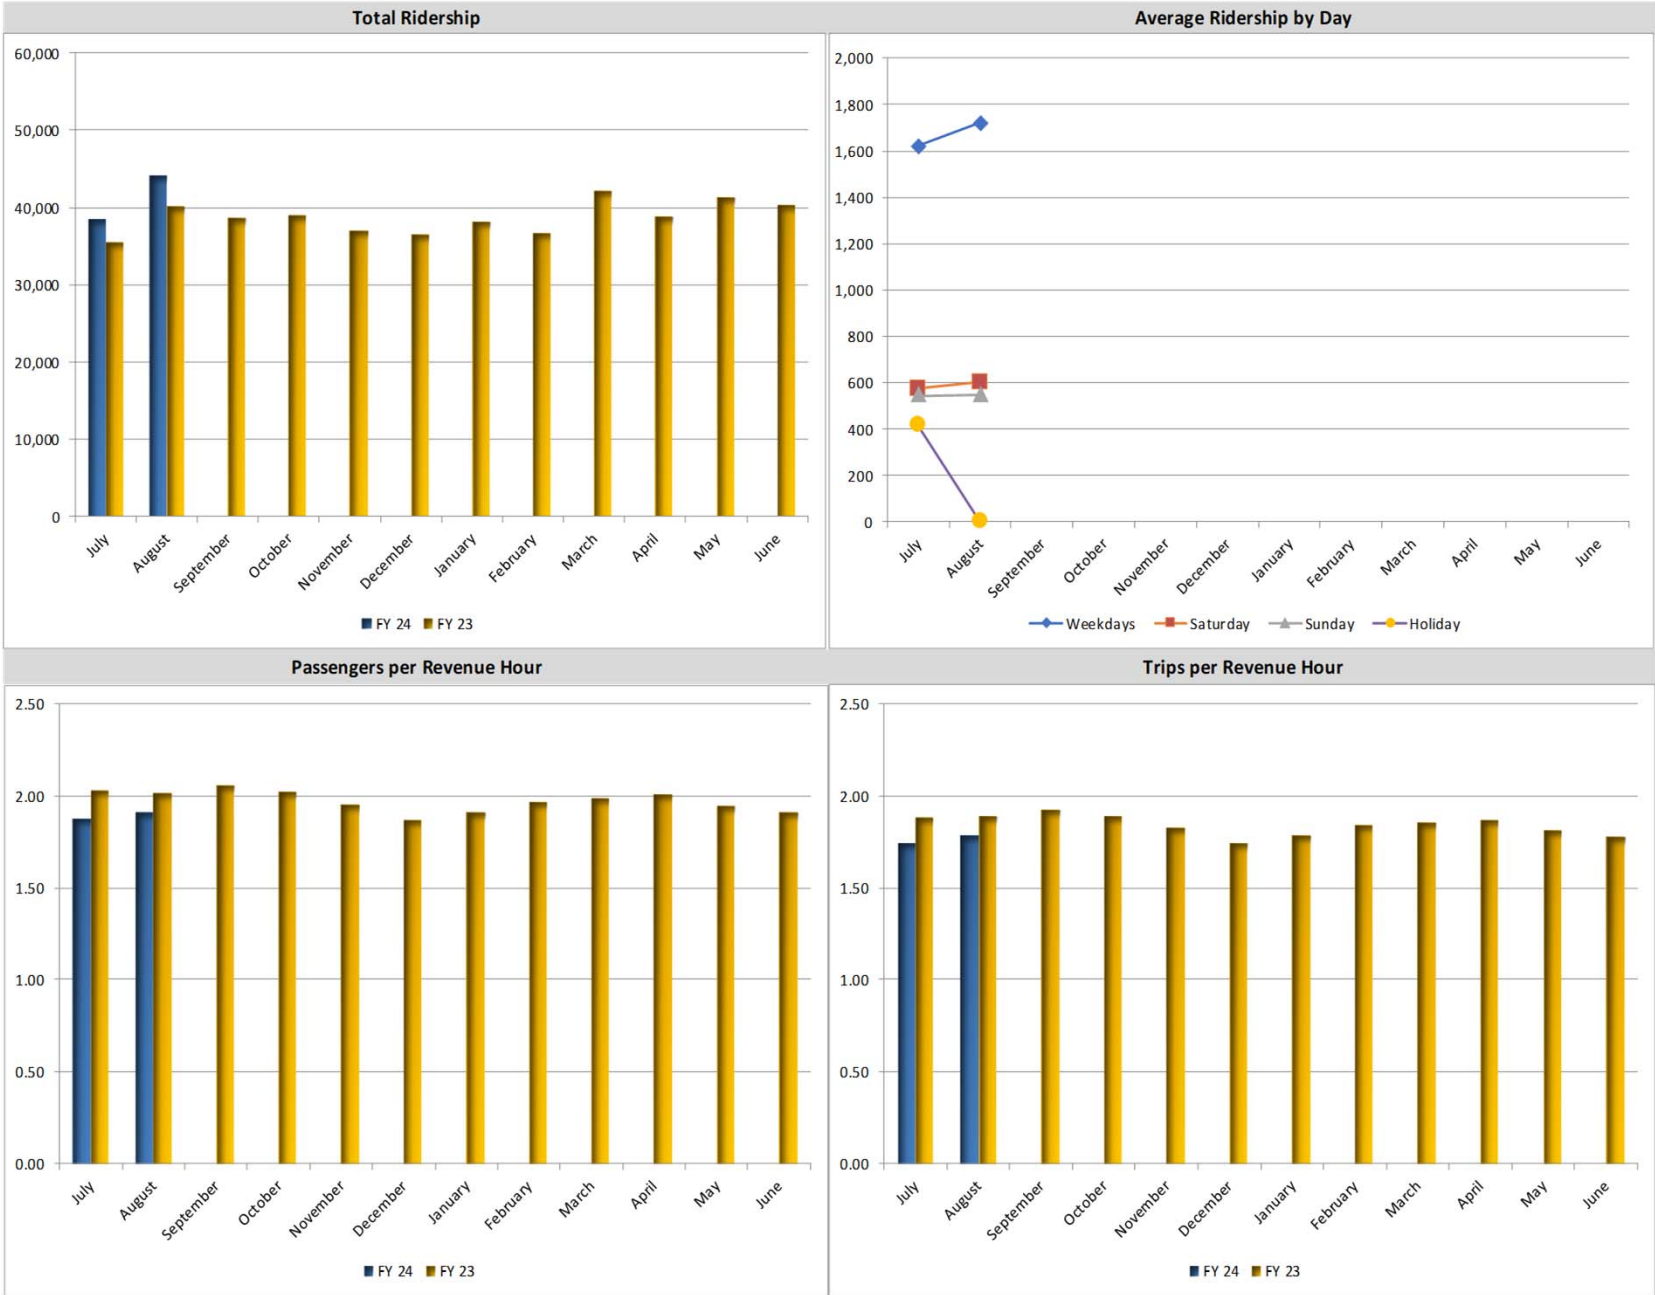 Total Ridership
60,000
50,000
40,000
30,000
20,000
10,000
0
July August September October November December January February March April May June
FY 24 FY 23
Average Ridership by Day
2,000
1,800
1,600
1,400
1,200
1,000
800
600
400
200
0
July August September October November December January February March April May June
Weekdays Saturday Sunday Holiday
Passengers per Revenue Hour
2.50
2.00
1.50
1.00
0.50
0.00
July August September October November December January February March April May June
FY 24 FY 23
Trips per Revenue Hour
2.50
2.00
1.50
1.00
0.50
0.00
July August September October November December January February March April May June
FY 24 FY 23